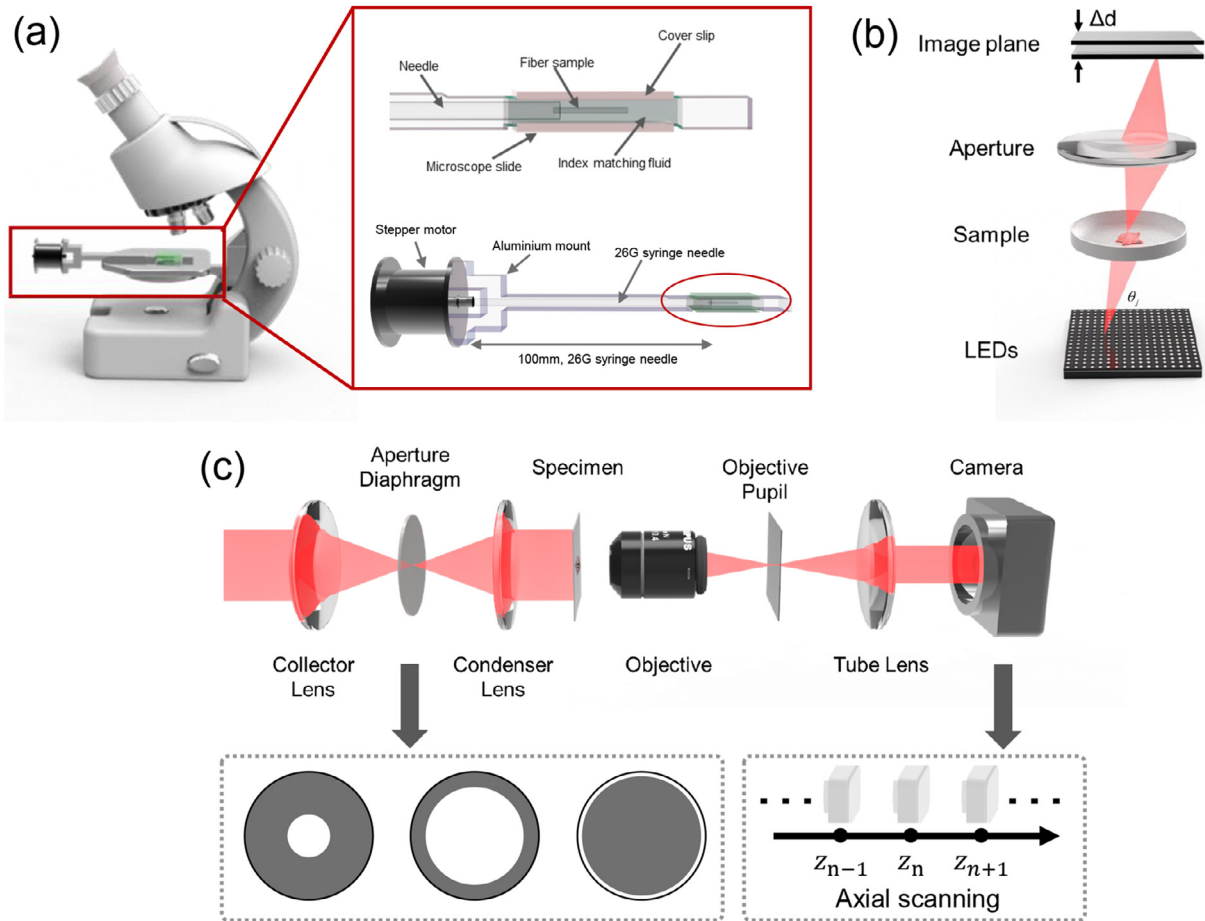 (a)
Cover slip
Fiber sample
Needle
Microscope slide
Index matching fluid
Stepper motor
Aluminium mount
26G syringe needle
100mm, 26G syringe needle
(b)
Δd
Image plane
Aperture
Sample
θj
LEDs
(c)
Aperture
Diaphragm
Specimen
Objective
Pupil
Camera
Collector
Lens
Condenser
Lens
Objective
Tube Lens
zn−1
zn
zn+1
Axial scanning